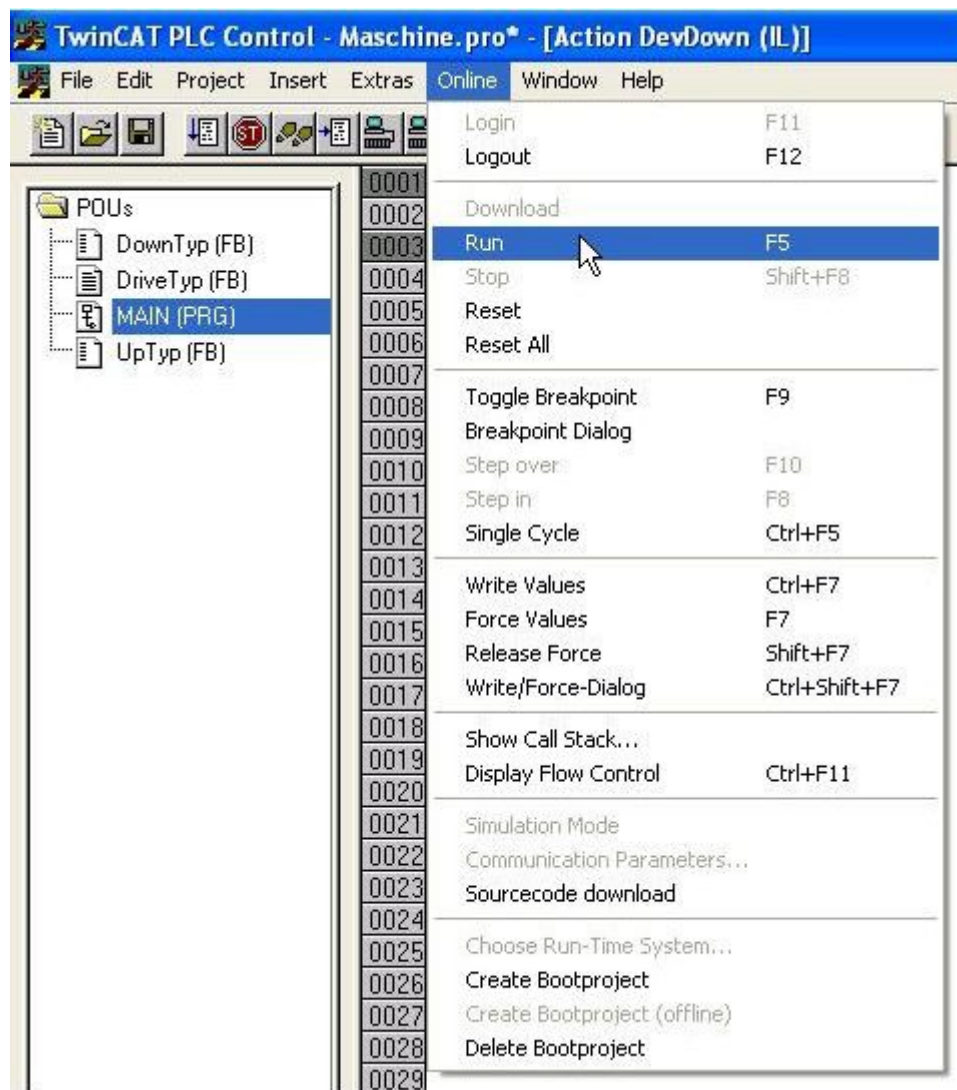 TwinCAT PLC Control - Maschine.pro* - [Action DevDown (IL)]
File Edit Project Insert Extras Online Window Help
ST
POUs
DownTyp (FB)
DriveTyp (FB)
MAIN (PRG)
UpTyp (FB)
0001
0002
0003
0004
0005
0006
0007
0008
0009
0010
0011
0012
0013
0014
0015
0016
0017
0018
0019
0020
0021
0022
0023
0024
0025
0026
0027
0028
0029
Login F11
Logout F12
Download
Run F5
Stop Shift+F8
Reset
Reset All
Toggle Breakpoint F9
Breakpoint Dialog
Step over F10
Step in F8
Single Cycle Ctrl+F5
Write Values Ctrl+F7
Force Values F7
Release Force Shift+F7
Write/Force-Dialog Ctrl+Shift+F7
Show Call Stack...
Display Flow Control Ctrl+F11
Simulation Mode
Communication Parameters...
Sourcecode download
Choose Run-Time System...
Create Bootproject
Create Bootproject (offline)
Delete Bootproject